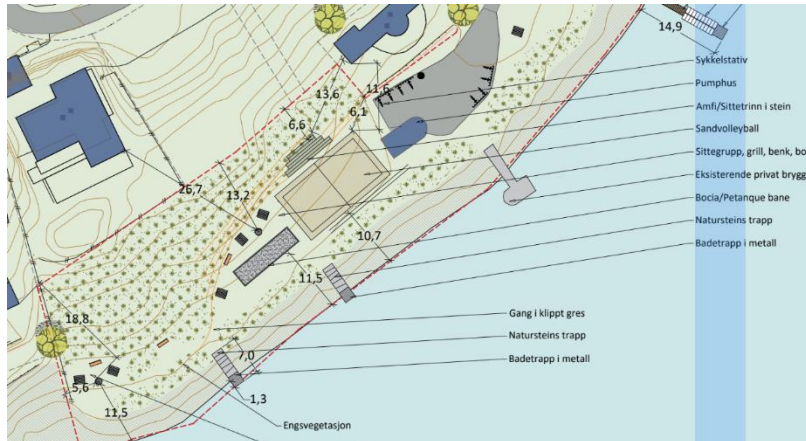 14,9
Sykkelstativ
11,6
Pumphus
13,6
Amfi/Sittetrinn i stein
6,1
6,6
Sandvolleyball
Sittegrupp, grill, benk, bo
13,2
Eksisterende privat brygg
26,7
Bocia/Petanque bane
10,7
Natursteins trapp
Badetrapp i metall
11,5
Gang i klippt gres
18,8
Natursteins trapp
7,0
Badetrapp i metall
5,6
1,3
11,5
Engsvegetasjon